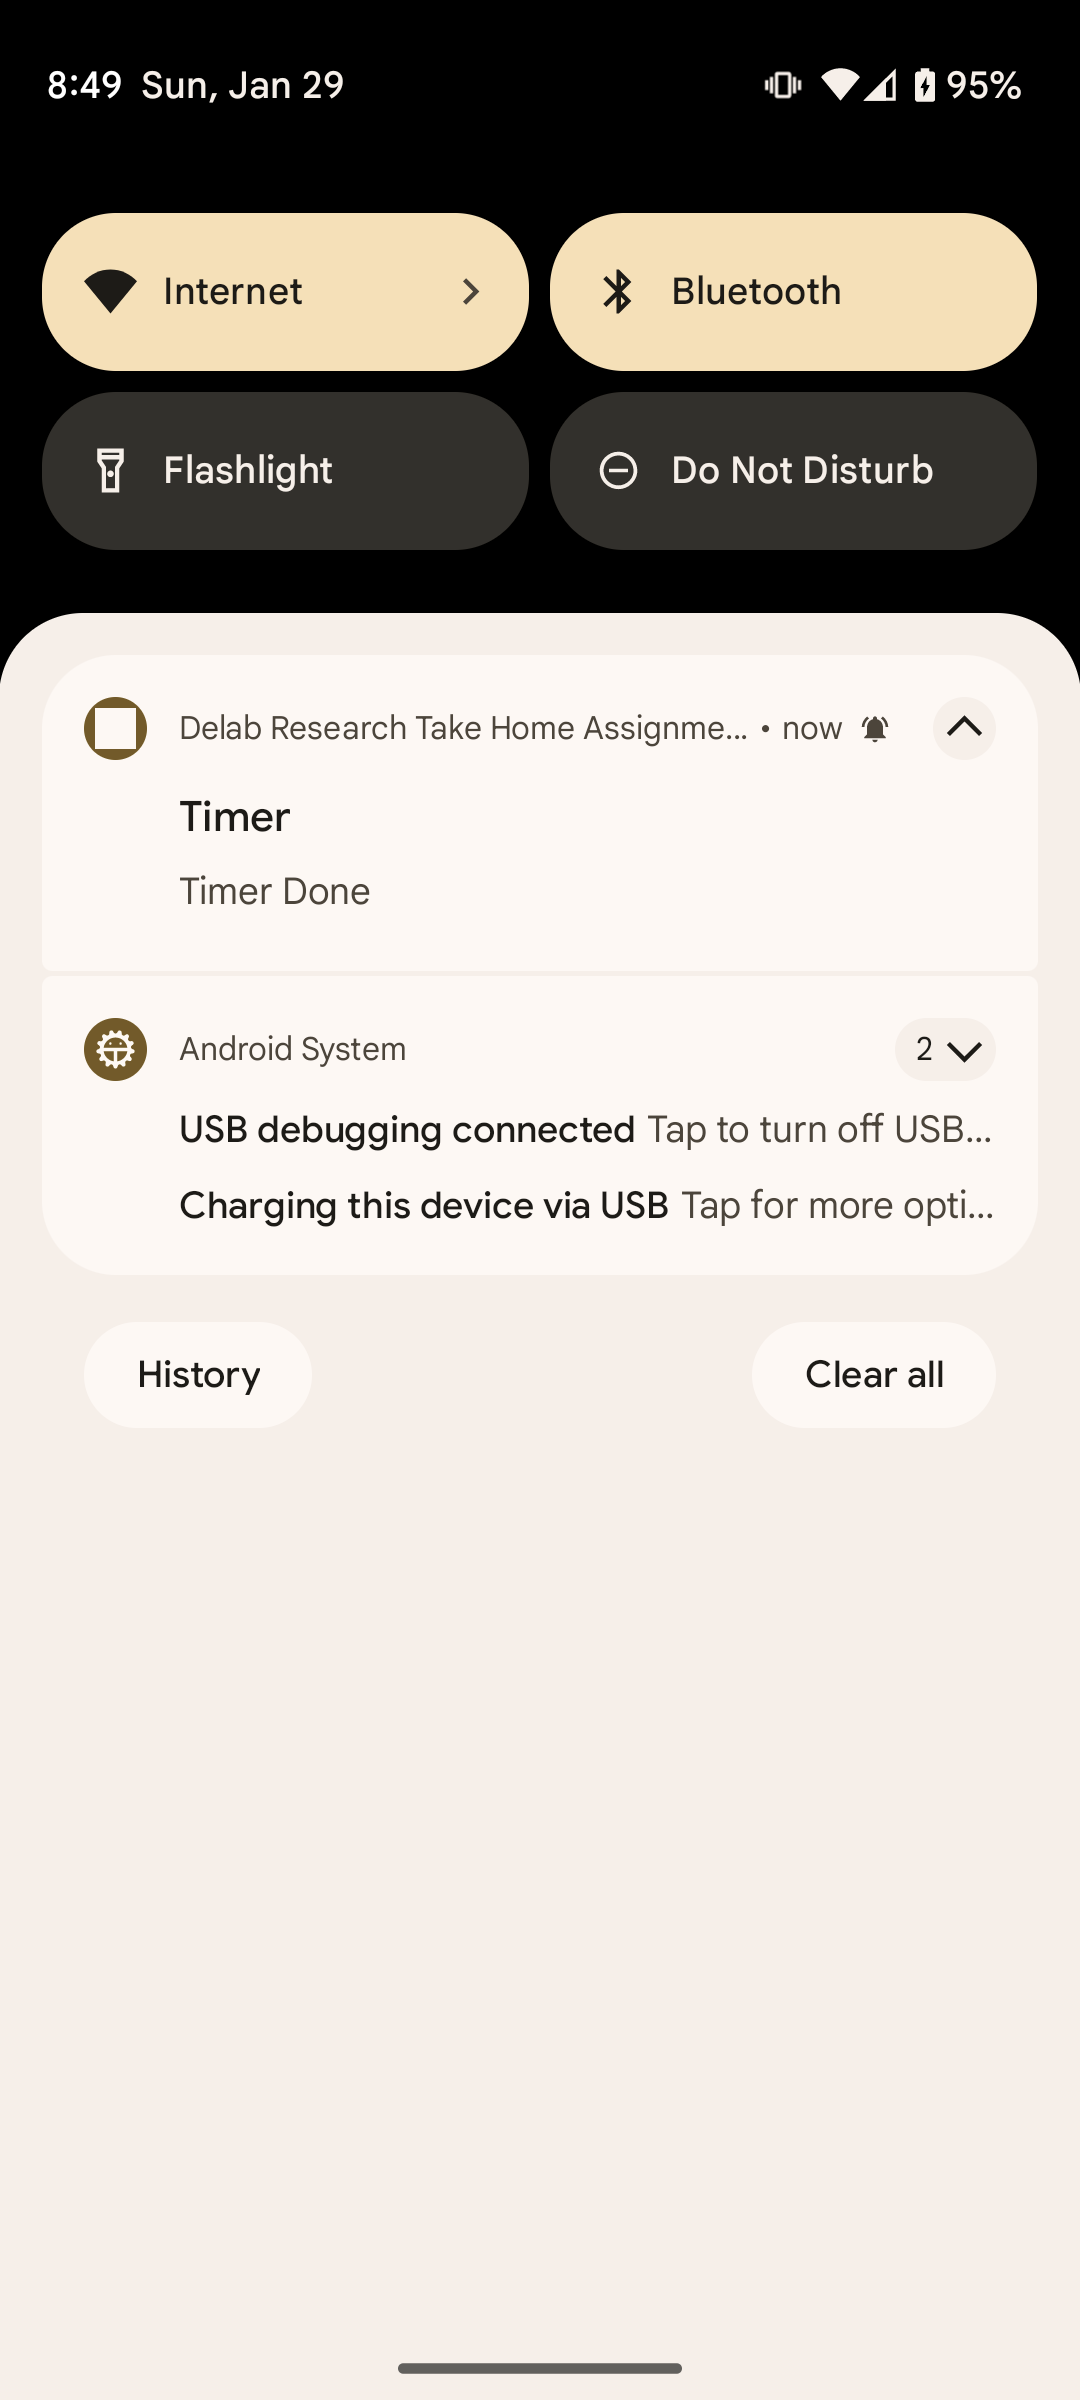 8:49 Sun, Jan 29 95%
Internet
Bluetooth
Flashlight
Do Not Disturb
Delab Research Take Home Assignme... • now
Timer
Timer Done
Android System 2
USB debugging connected Tap to turn off USB...
Charging this device via USB Tap for more opti...
History
Clear all